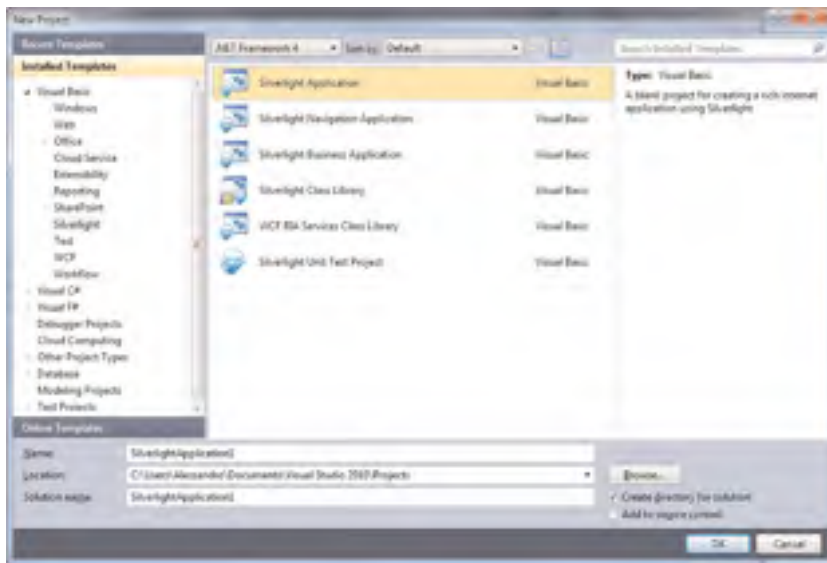 New Project
Recent Templates
Installed Templates
Visual Basic
Windows
Web
Office
Cloud Service
Extensibility
Reporting
SharePoint
Silverlight
Test
WCF
Workflow
Visual C#
Visual F#
Debugger Projects
Cloud Computing
Other Project Types
Database
Modeling Projects
Test Projects
Online Templates
.NET Framework 4
Sort by: Default
Silverlight Application Visual Basic
Silverlight Navigation Application Visual Basic
Silverlight Business Application Visual Basic
Silverlight Class Library Visual Basic
WCF RIA Services Class Library Visual Basic
Silverlight Unit Test Project Visual Basic
Search Installed Templates
Type: Visual Basic
A blank project for creating a rich internet
application using Silverlight
Name: SilverlightApplication1
Location: C:\Users\Alessandro\Documents\Visual Studio 2010\Projects
Browse...
Solution name: SilverlightApplication1
Create directory for solution
Add to source control
OK
Cancel